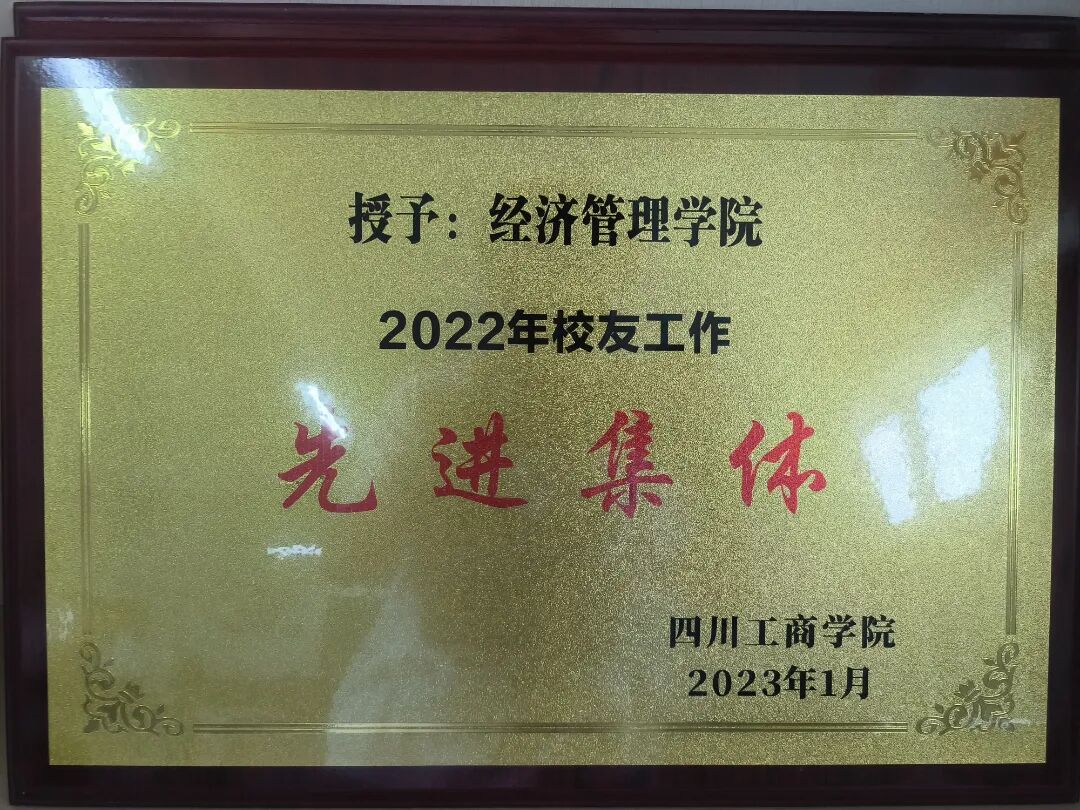 授予：经济管理学院
2022年校友工作
先进集体
四川工商学院
2023年1月